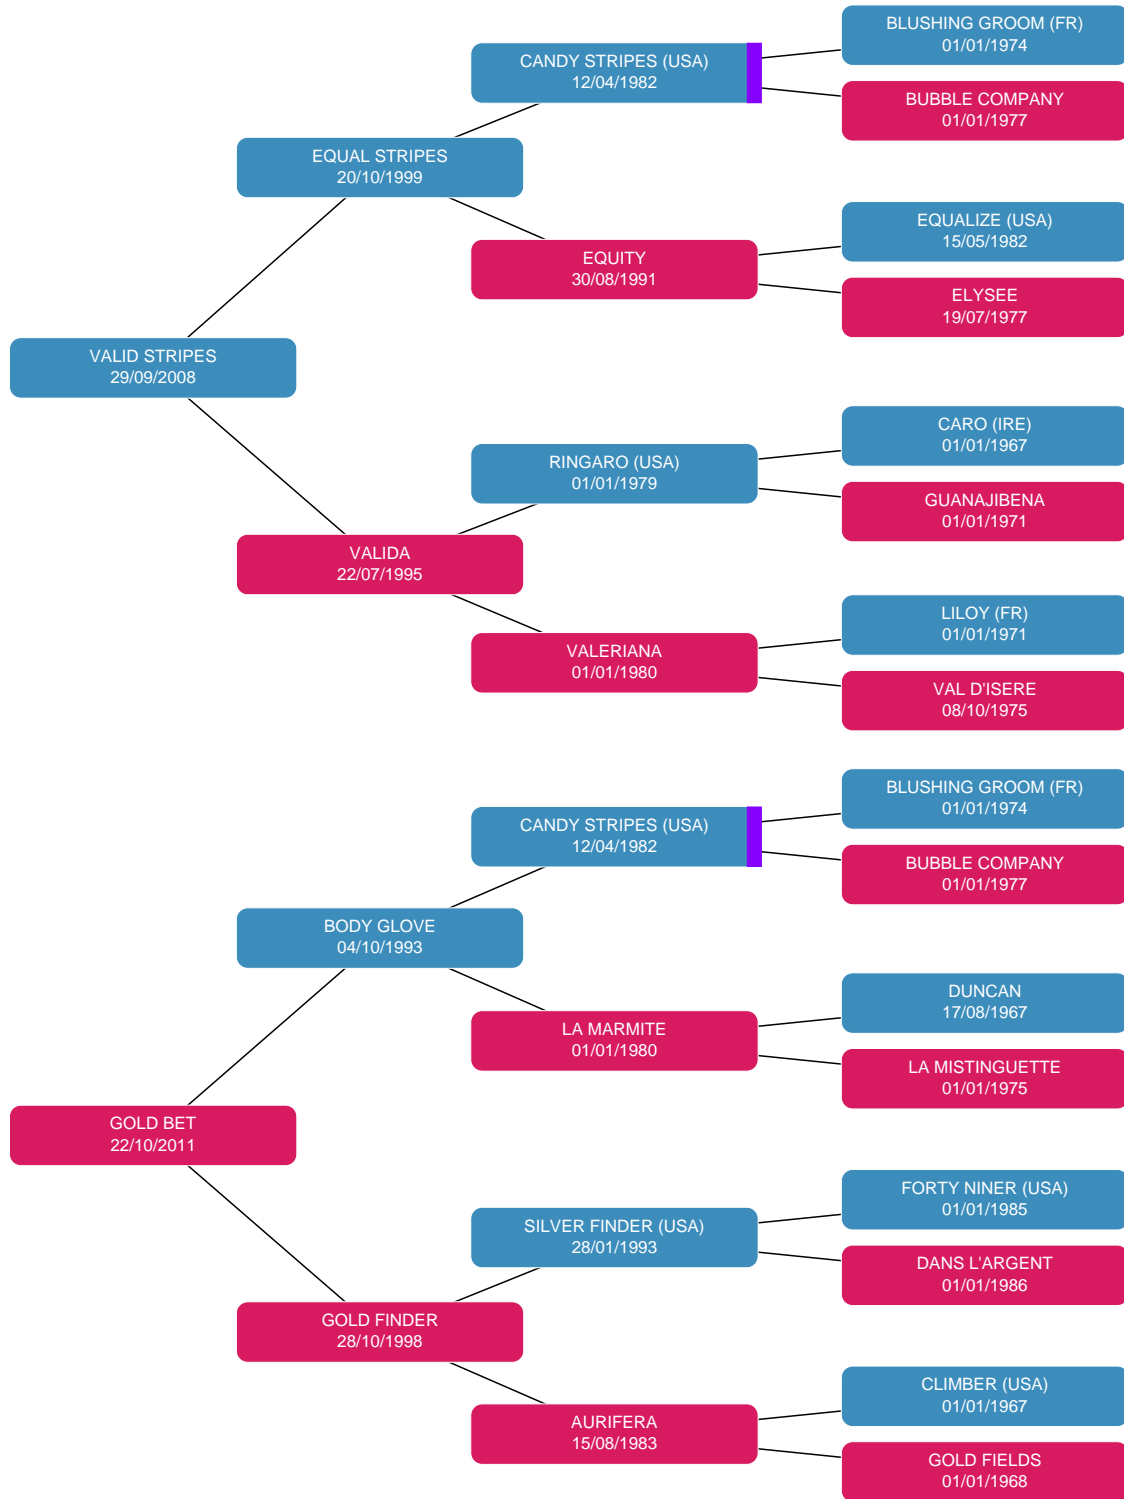 BLUSHING GROOM (FR)
01/01/1974
CANDY STRIPES (USA)
12/04/1982
BUBBLE COMPANY
01/01/1977
EQUAL STRIPES
20/10/1999
EQUALIZE (USA)
15/05/1982
EQUITY
30/08/1991
ELYSEE
19/07/1977
VALID STRIPES
29/09/2008
CARO (IRE)
01/01/1967
RINGARO (USA)
01/01/1979
GUANAJIBENA
01/01/1971
VALIDA
22/07/1995
LILOY (FR)
01/01/1971
VALERIANA
01/01/1980
VAL D'ISERE
08/10/1975
BLUSHING GROOM (FR)
01/01/1974
CANDY STRIPES (USA)
12/04/1982
BUBBLE COMPANY
01/01/1977
BODY GLOVE
04/10/1993
DUNCAN
17/08/1967
LA MARMITE
01/01/1980
LA MISTINGUETTE
01/01/1975
GOLD BET
22/10/2011
FORTY NINER (USA)
01/01/1985
SILVER FINDER (USA)
28/01/1993
DANS L'ARGENT
01/01/1986
GOLD FINDER
28/10/1998
CLIMBER (USA)
01/01/1967
AURIFERA
15/08/1983
GOLD FIELDS
01/01/1968